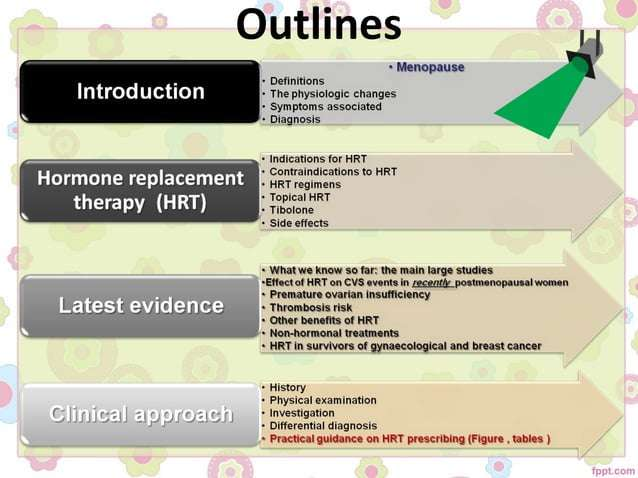 Outlines
Introduction
• Menopause
• Definitions
• The physiologic changes
• Symptoms associated
• Diagnosis
Hormone replacement
therapy (HRT)
• Indications for HRT
• Contraindications to HRT
• HRT regimens
• Topical HRT
• Tibolone
• Side effects
Latest evidence
• What we know so far: the main large studies
•Effect of HRT on CVS events in recently postmenopausal women
• Premature ovarian insufficiency
• Thrombosis risk
• Other benefits of HRT
• Non-hormonal treatments
• HRT in survivors of gynaecological and breast cancer
Clinical approach
• History
• Physical examination
• Investigation
• Differential diagnosis
• Practical guidance on HRT prescribing (Figure , tables )
fppt.com